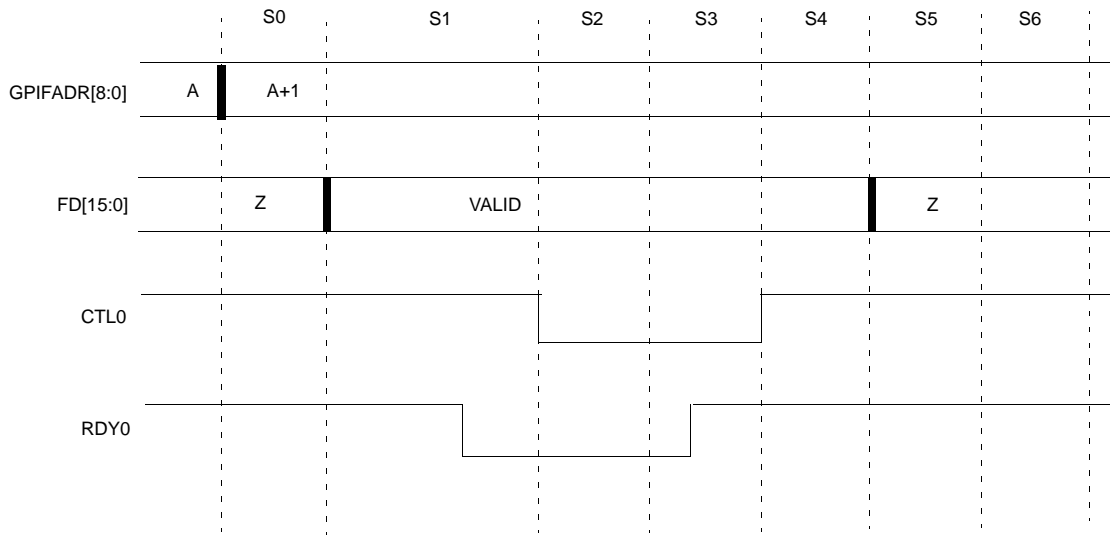 S0 S1 S2 S3 S4 S5 S6
GPIFADR[8:0] A A+1
FD[15:0] Z VALID Z
CTL0
RDY0